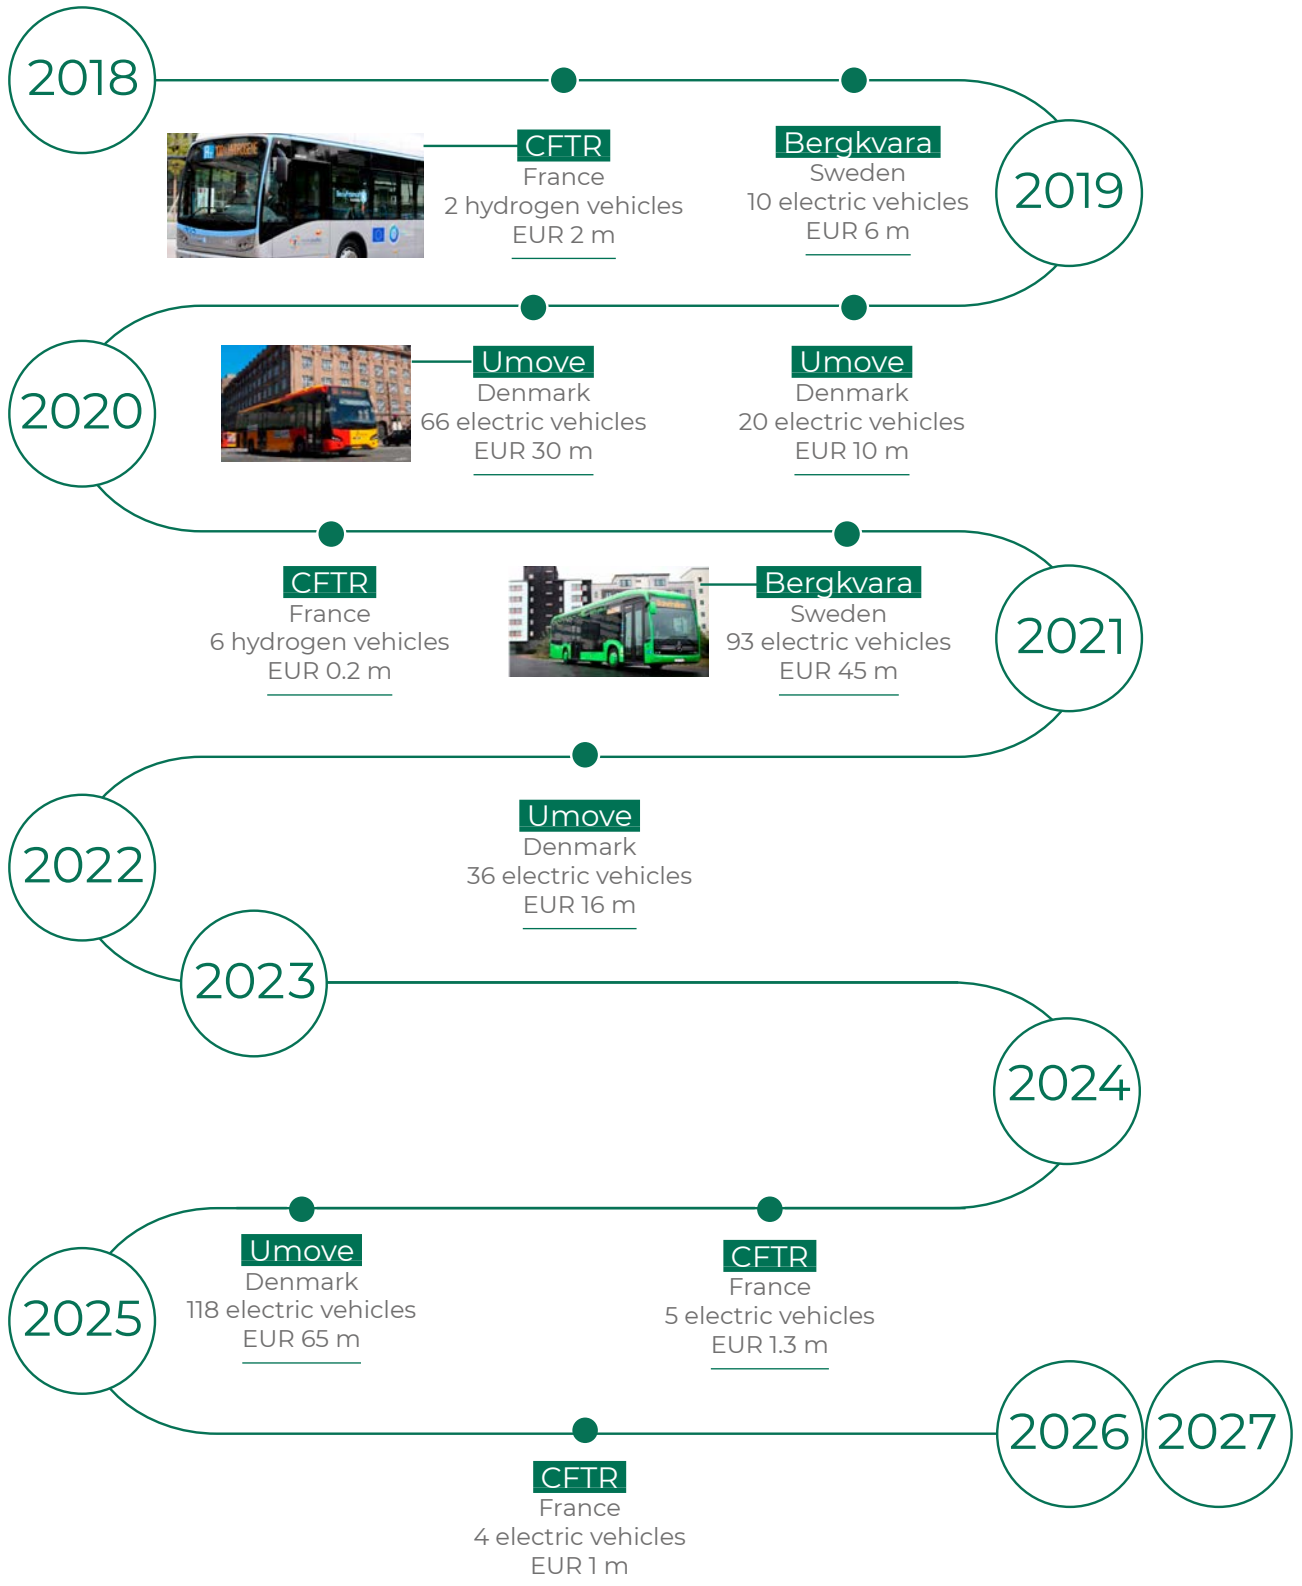 2018
CFTR
France
2 hydrogen vehicles
EUR 2 m
Bergkvara
Sweden
10 electric vehicles
EUR 6 m
2019
Umove
Denmark
20 electric vehicles
EUR 10 m
Umove
Denmark
66 electric vehicles
EUR 30 m
2020
CFTR
France
6 hydrogen vehicles
EUR 0.2 m
Bergkvara
Sweden
93 electric vehicles
EUR 45 m
2021
Umove
Denmark
36 electric vehicles
EUR 16 m
2022
2023
2024
CFTR
France
5 electric vehicles
EUR 1.3 m
Umove
Denmark
118 electric vehicles
EUR 65 m
2025
CFTR
France
4 electric vehicles
EUR 1 m
2026
2027